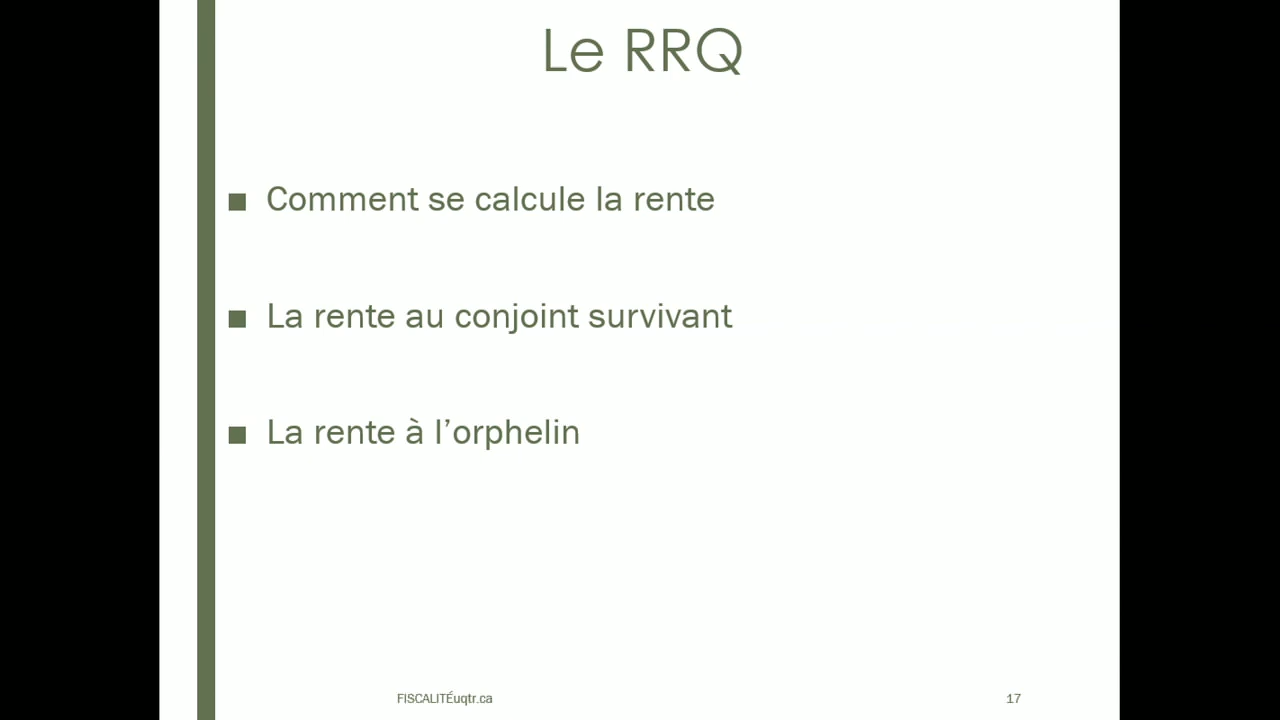 Le RRQ
■ Comment se calcule la rente
■ La rente au conjoint survivant
■ La rente à l’orphelin
FISCALITÉuqtr.ca
17